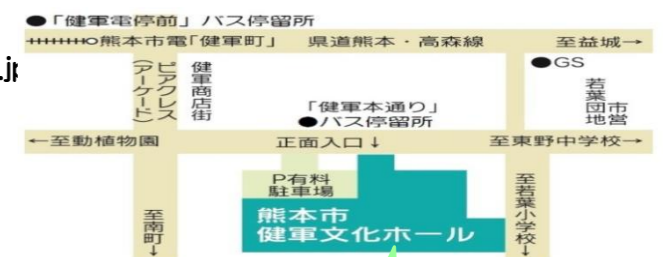 ●「健軍電停前」バス停留所
熊本市電「健軍町」 県道熊本・高森線 至益城→
.jp
ピアクレス
(アーケード)
健軍商店街
●GS
市営
若葉団地
「健軍本通り」
●バス停留所
←至動植物園 正面入口↓ 至東野中学校→
P有料
駐車場
熊本市
健軍文化ホール
至南町↓
至若葉小学校↓